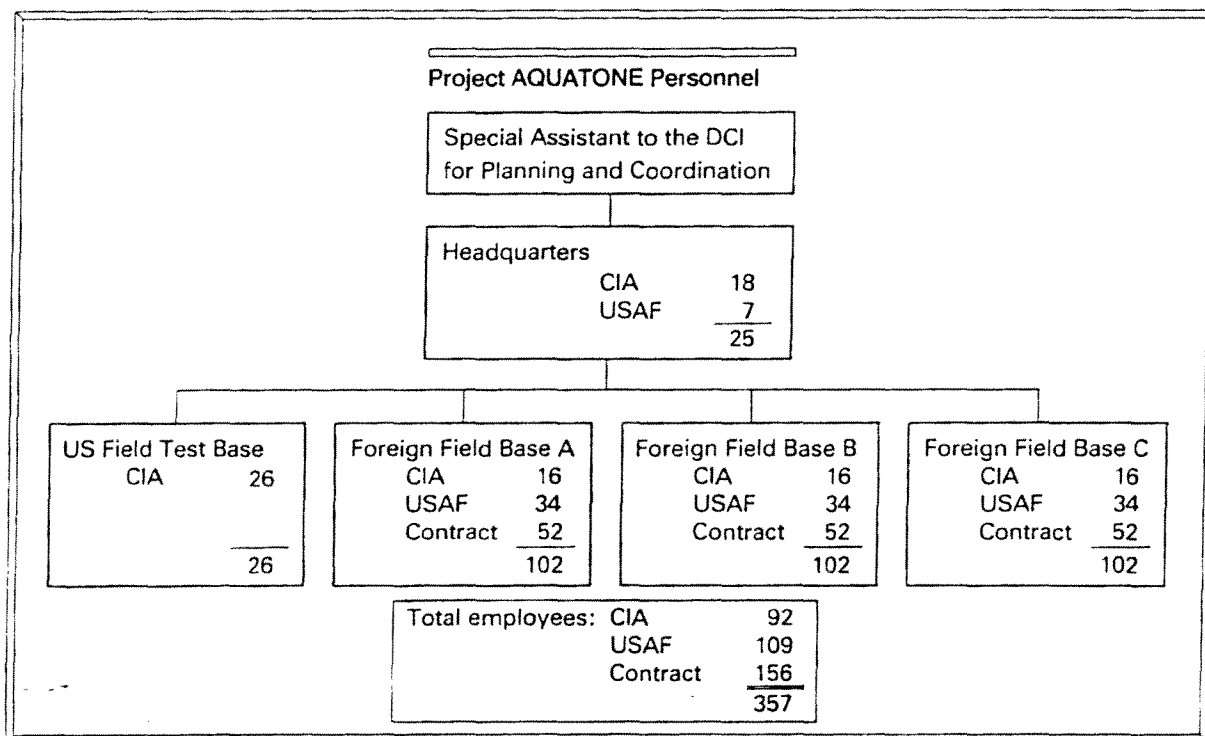 Project AQUATONE Personnel
Special Assistant to the DCI
for Planning and Coordination
Headquarters
CIA 18
USAF 7
25
US Field Test Base
CIA 26
26
Foreign Field Base A
CIA 16
USAF 34
Contract 52
102
Foreign Field Base B
CIA 16
USAF 34
Contract 52
102
Foreign Field Base C
CIA 16
USAF 34
Contract 52
102
Total employees: CIA 92
USAF 109
Contract 156
357